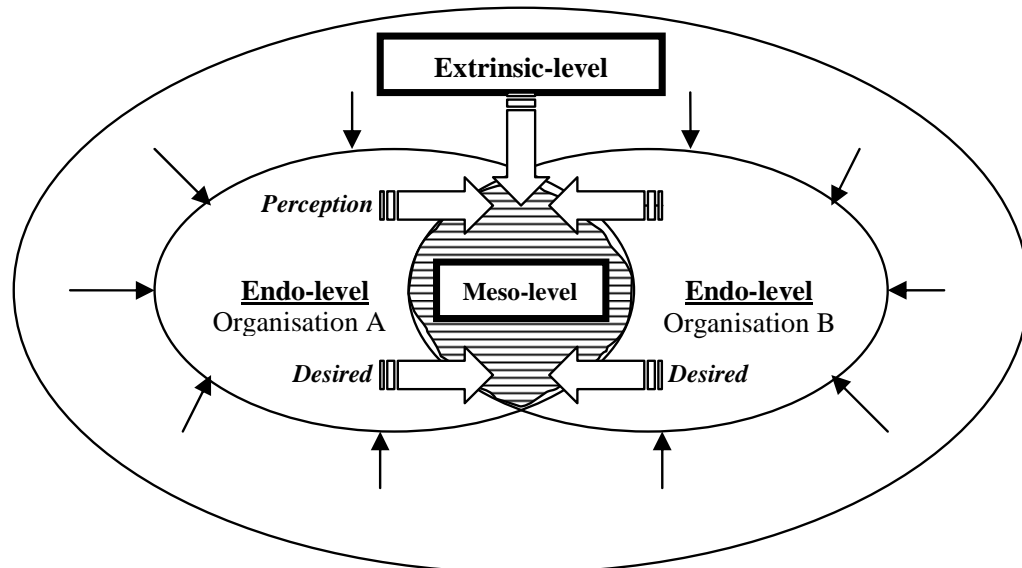 Extrinsic-level
Perception
Endo-level
Organisation A
Meso-level
Endo-level
Organisation B
Desired
Desired